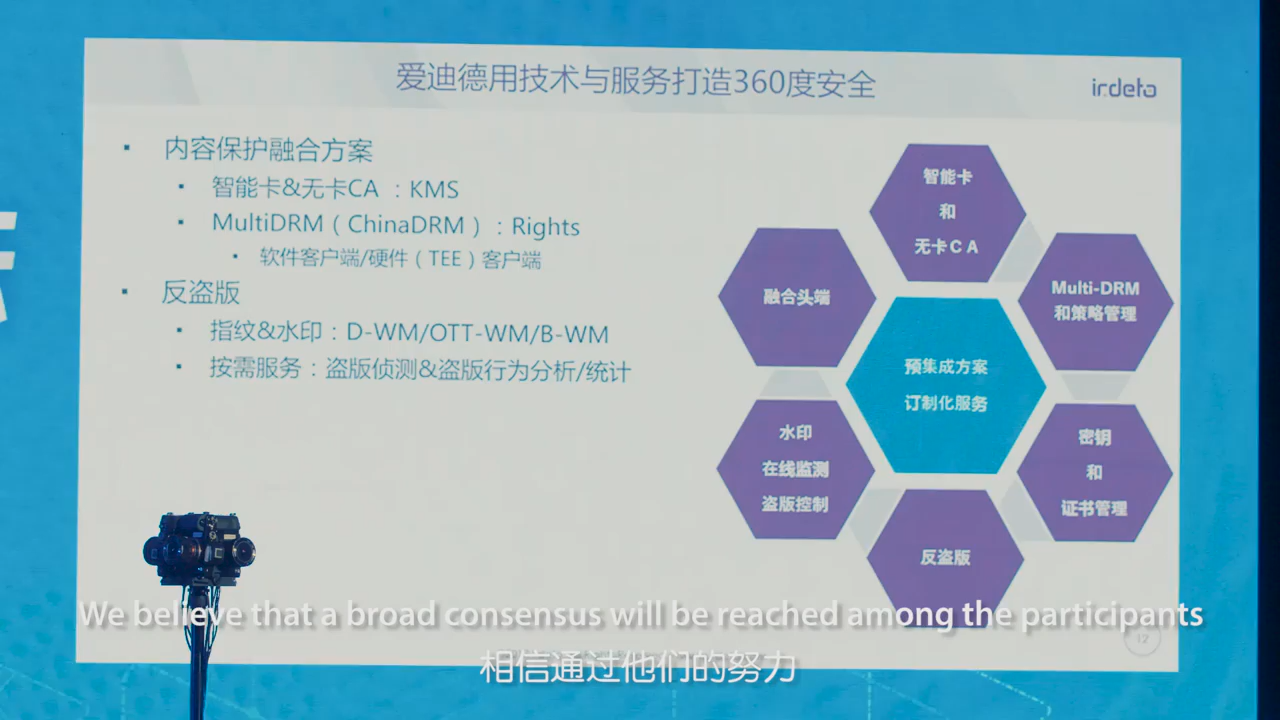 爱迪德用技术与服务打造360度安全
irdeto
▪ 内容保护融合方案
▪ 智能卡&无卡CA ：KMS
▪ MultiDRM（ChinaDRM）：Rights
▪ 软件客户端/硬件（TEE）客户端
▪ 反盗版
▪ 指纹&水印：D-WM/OTT-WM/B-WM
▪ 按需服务：盗版侦测&盗版行为分析/统计
智能卡
和
无卡CA
融合头端
Multi-DRM
和策略管理
预集成方案
订制化服务
水印
在线监测
盗版控制
密钥
和
证书管理
反盗版
12
We believe that a broad consensus will be reached among the participants
相信通过他们的努力